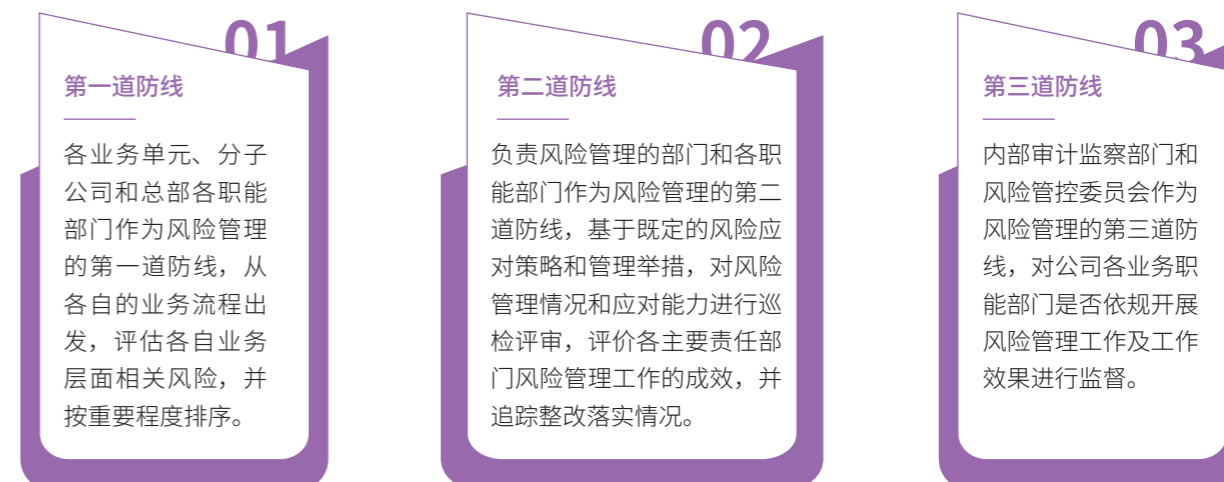 01
第一道防线
各业务单元、分子
公司和总部各职能
部门作为风险管理
的第一道防线，从
各自的业务流程出
发，评估各自业务
层面相关风险，并
按重要程度排序。
02
第二道防线
负责风险管理的部门和各职
能部门作为风险管理的第二
道防线，基于既定的风险应
对策略和管理举措，对风险
管理情况和应对能力进行巡
检评审，评价各主要责任部
门风险管理工作的成效，并
追踪整改落实情况。
03
第三道防线
内部审计监察部门和
风险管控委员会作为
风险管理的第三道防
线，对公司各业务职
能部门是否依规开展
风险管理工作及工作
效果进行监督。